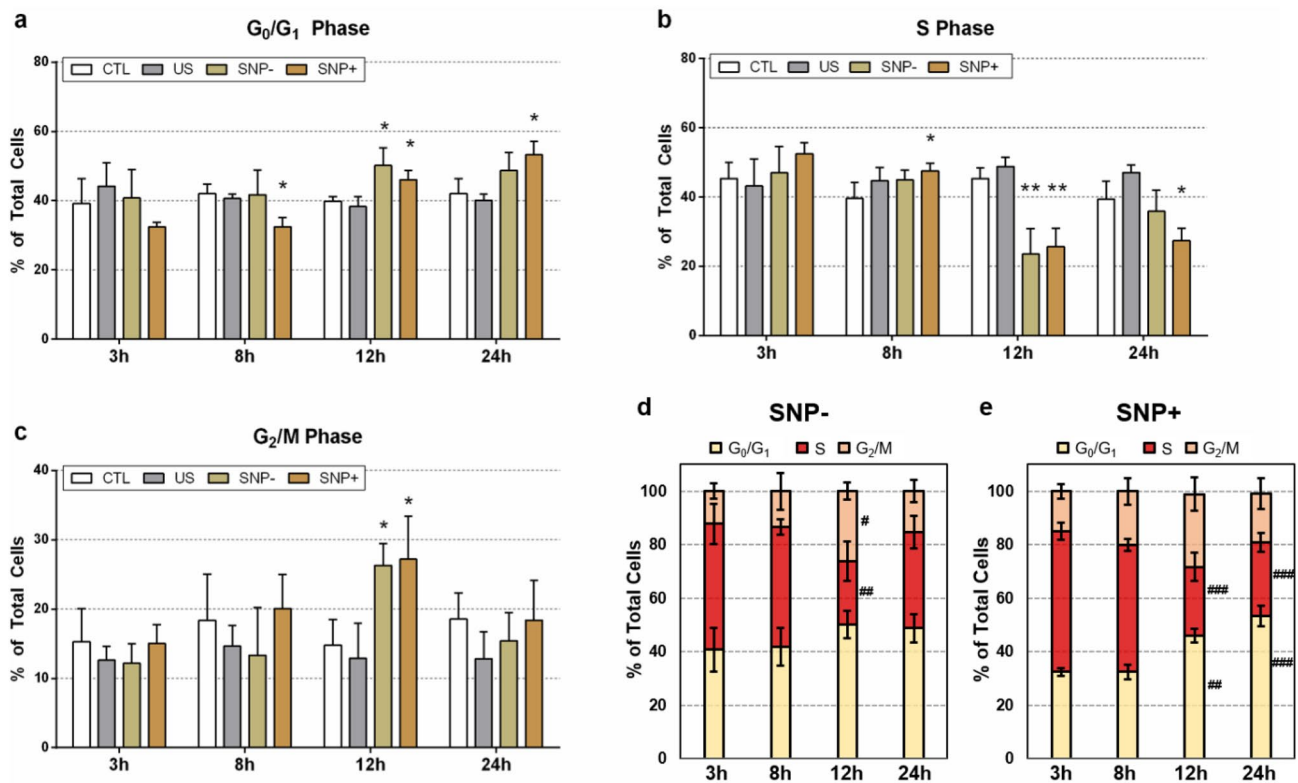 a
G₀/G₁ Phase
CTL US SNP- SNP+
% of Total Cells
80
60
40
20
0
* * * *
3h 8h 12h 24h
b
S Phase
CTL US SNP- SNP+
% of Total Cells
80
60
40
20
0
* ** ** *
3h 8h 12h 24h
c
G₂/M Phase
CTL US SNP- SNP+
% of Total Cells
40
30
20
10
0
* *
3h 8h 12h 24h
d
SNP-
G₀/G₁ S G₂/M
% of Total Cells
100
80
60
40
20
0
#
##
3h 8h 12h 24h
e
SNP+
G₀/G₁ S G₂/M
% of Total Cells
100
80
60
40
20
0
### ###
## ###
3h 8h 12h 24h